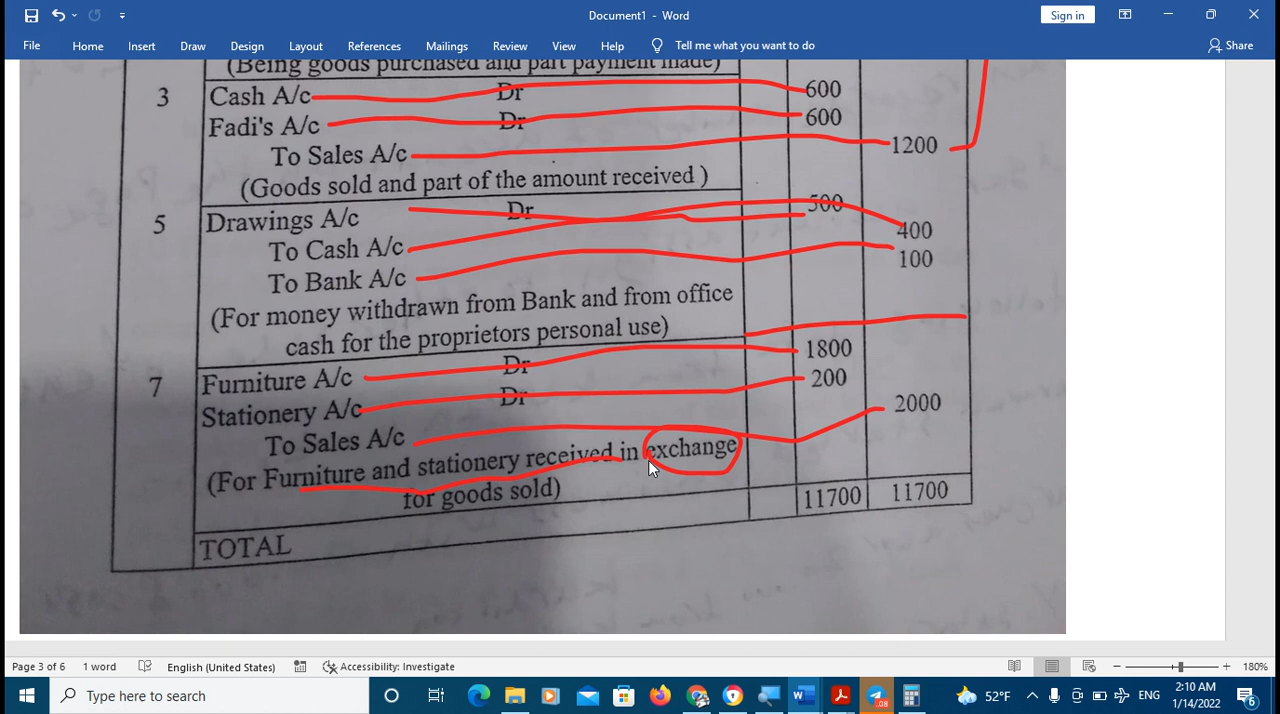 Document1 - Word
Sign in
File Home Insert Draw Design Layout References Mailings Review View Help Tell me what you want to do Share
(Being goods purchased and part payment made)
3 Cash A/c Dr 600
Fadi's A/c Dr 600
To Sales A/c 1200
(Goods sold and part of the amount received )
5 Drawings A/c Dr 500
To Cash A/c 400
To Bank A/c 100
(For money withdrawn from Bank and from office
cash for the proprietors personal use)
7 Furniture A/c Dr 1800
Stationery A/c Dr 200
To Sales A/c 2000
(For Furniture and stationery received in exchange
for goods sold)
TOTAL 11700 11700
Page 3 of 6 1 word English (United States) Accessibility: Investigate 180%
Type here to search 52°F ENG 2:10 AM
1/14/2022 6